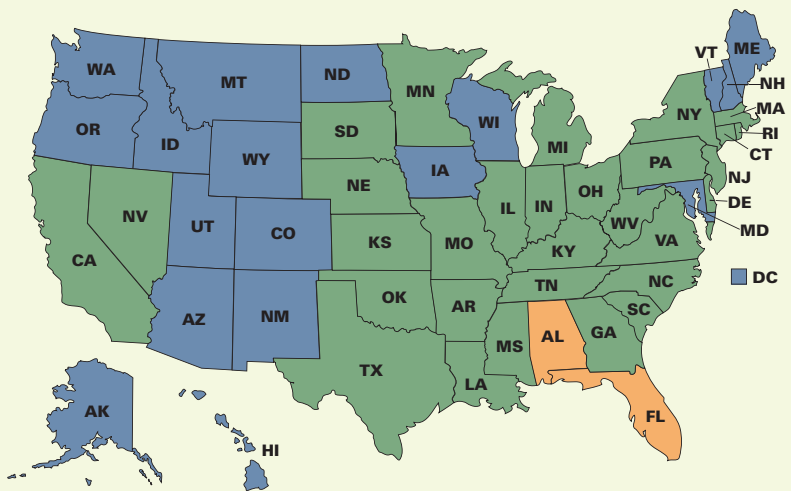 WA
MT
ND
MN
VT
ME
NH
OR
ID
WY
SD
WI
MI
NY
MA
RI
CT
NV
UT
CO
NE
IA
IL
IN
OH
PA
NJ
DE
MD
CA
KS
MO
KY
WV
VA
DC
AZ
NM
OK
AR
TN
NC
SC
TX
LA
MS
AL
GA
FL
AK
HI